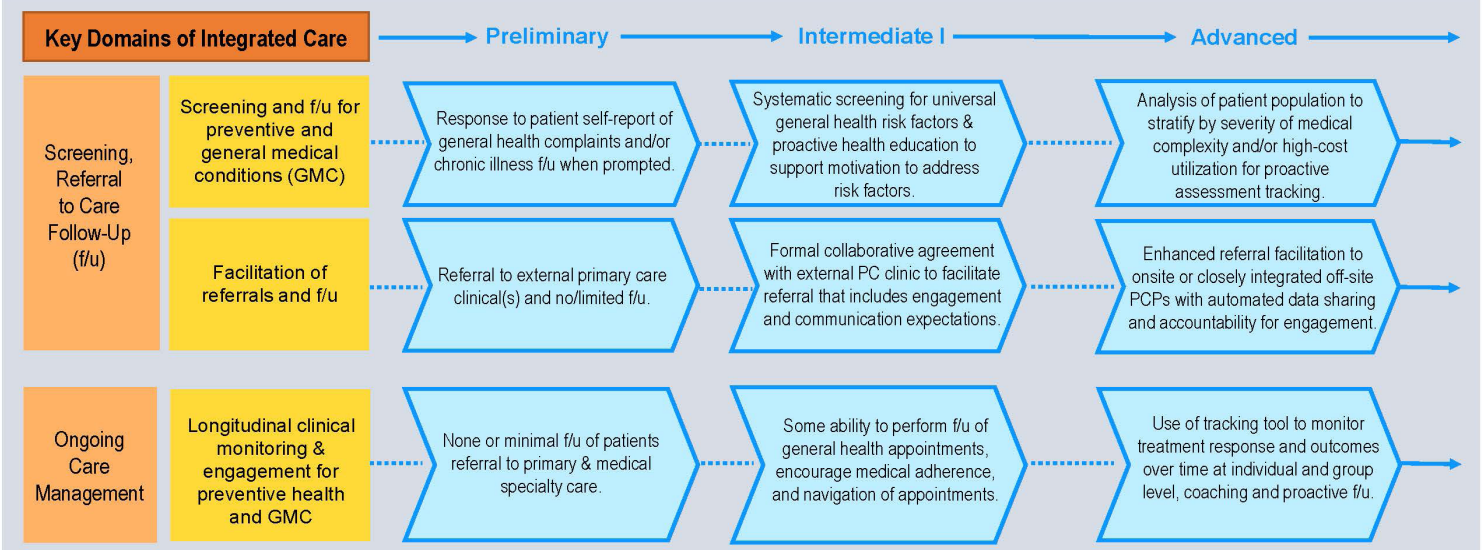 Key Domains of Integrated Care
Preliminary
Intermediate I
Advanced
Screening,
Referral
to Care
Follow-Up
(f/u)
Screening and f/u for
preventive and
general medical
conditions (GMC)
Response to patient self-report of
general health complaints and/or
chronic illness f/u when prompted.
Systematic screening for universal
general health risk factors &
proactive health education to
support motivation to address
risk factors.
Analysis of patient population to
stratify by severity of medical
complexity and/or high-cost
utilization for proactive
assessment tracking.
Facilitation of
referrals and f/u
Referral to external primary care
clinical(s) and no/limited f/u.
Formal collaborative agreement
with external PC clinic to facilitate
referral that includes engagement
and communication expectations.
Enhanced referral facilitation to
onsite or closely integrated off-site
PCPs with automated data sharing
and accountability for engagement.
Ongoing
Care
Management
Longitudinal clinical
monitoring &
engagement for
preventive health
and GMC
None or minimal f/u of patients
referral to primary & medical
specialty care.
Some ability to perform f/u of
general health appointments,
encourage medical adherence,
and navigation of appointments.
Use of tracking tool to monitor
treatment response and outcomes
over time at individual and group
level, coaching and proactive f/u.